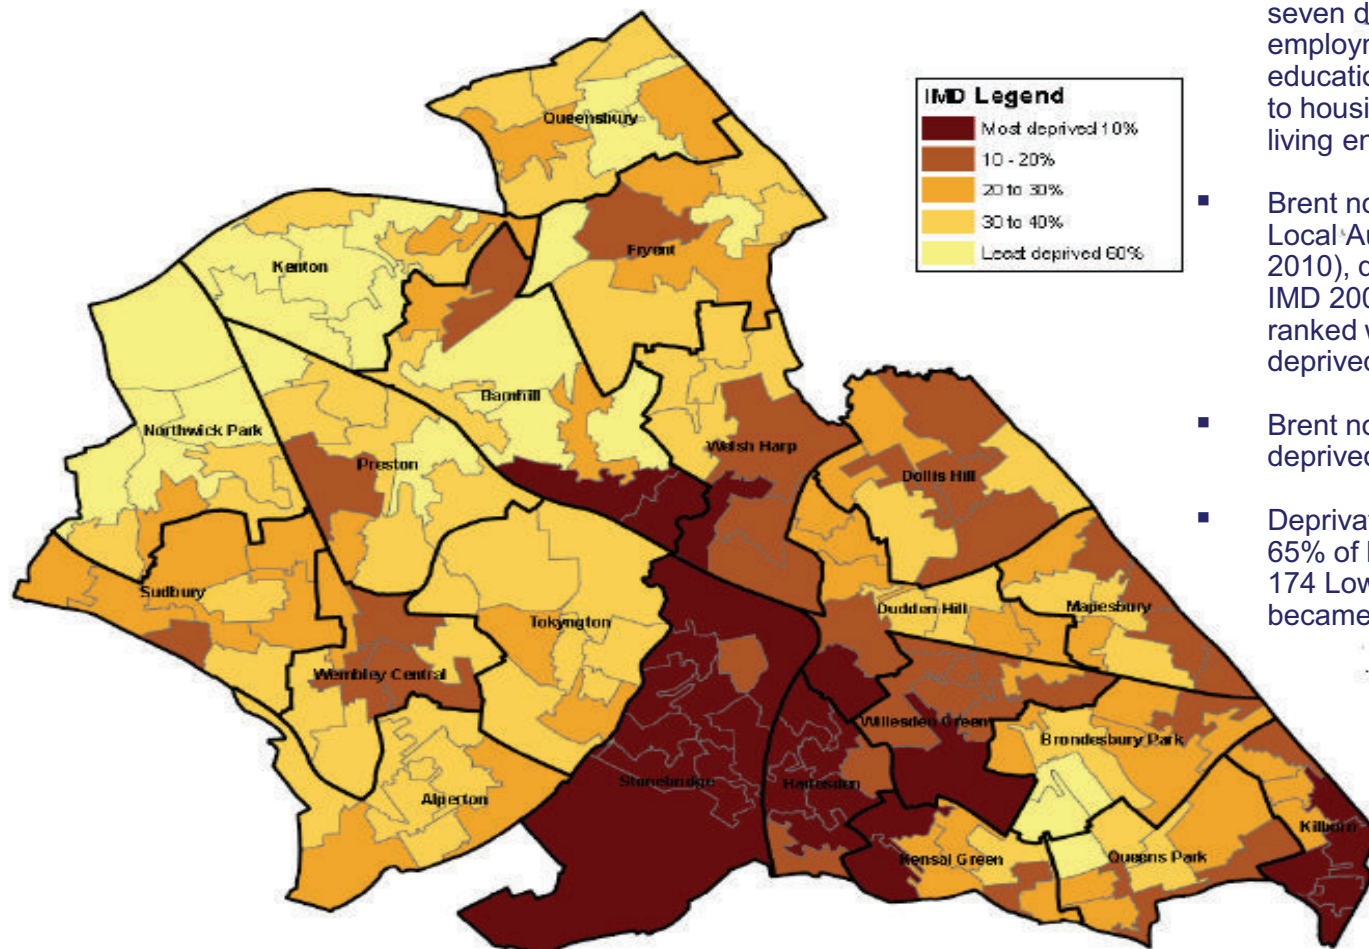 seven d
employm
education
to housi
living en
IMD Legend
Most deprived 10%
10 - 20%
20 to 30%
30 to 40%
Least deprived 60%
▪ Brent no
Local Au
2010), d
IMD 200
ranked w
deprived
▪ Brent no
deprived
▪ Deprivat
65% of
174 Low
became
Queensbury
Fryent
Kenton
Barnhill
Northwick Park
Preston
Welsh Harp
Dollis Hill
Sudbury
Tokyngton
Dudden Hill
Mapesbury
Wembley Central
Willesden Green
Brondesbury Park
Stonebridge
Harlesden
Alperton
Kensal Green
Queens Park
Kilburn